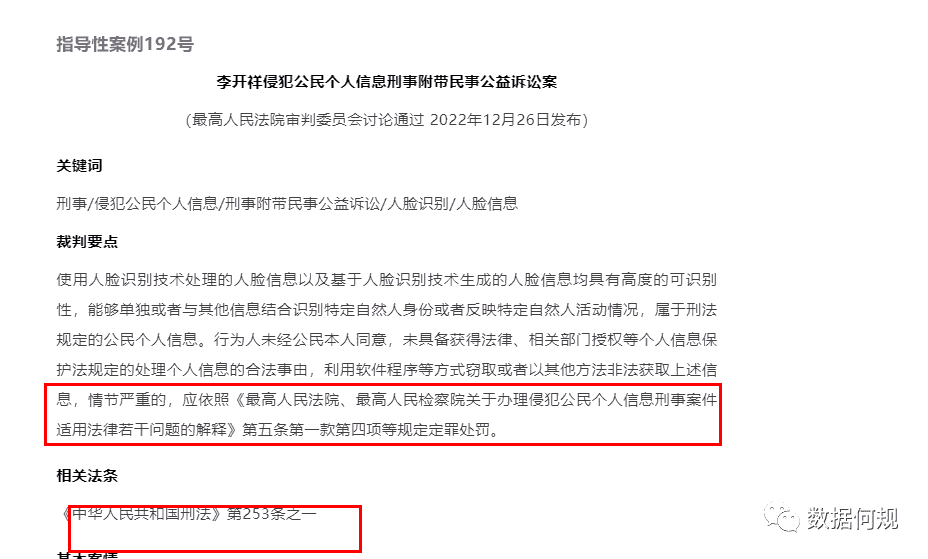 指导性案例192号
李开祥侵犯公民个人信息刑事附带民事公益诉讼案
（最高人民法院审判委员会讨论通过 2022年12月26日发布）
关键词
刑事/侵犯公民个人信息/刑事附带民事公益诉讼/人脸识别/人脸信息
裁判要点
使用人脸识别技术处理的人脸信息以及基于人脸识别技术生成的人脸信息均具有高度的可识别
性，能够单独或者与其他信息结合识别特定自然人身份或者反映特定自然人活动情况，属于刑法
规定的公民个人信息。行为人未经公民本人同意，未具备获得法律、相关部门授权等个人信息保
护法规定的处理个人信息的合法事由，利用软件程序等方式窃取或者以其他方法非法获取上述信
息，情节严重的，应依照《最高人民法院、最高人民检察院关于办理侵犯公民个人信息刑事案件
适用法律若干问题的解释》第五条第一款第四项等规定定罪处罚。
相关法条
《中华人民共和国刑法》第253条之一
基本案情
数据何规